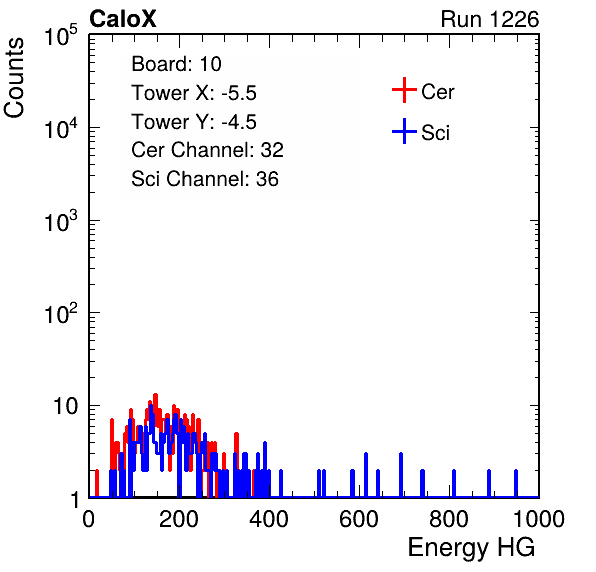 CaloX Run 1226
Counts
Board: 10
Tower X: -5.5
Tower Y: -4.5
Cer Channel: 32
Sci Channel: 36
Cer
Sci
10^5
10^4
10^3
10^2
10
1
0 200 400 600 800 1000
Energy HG